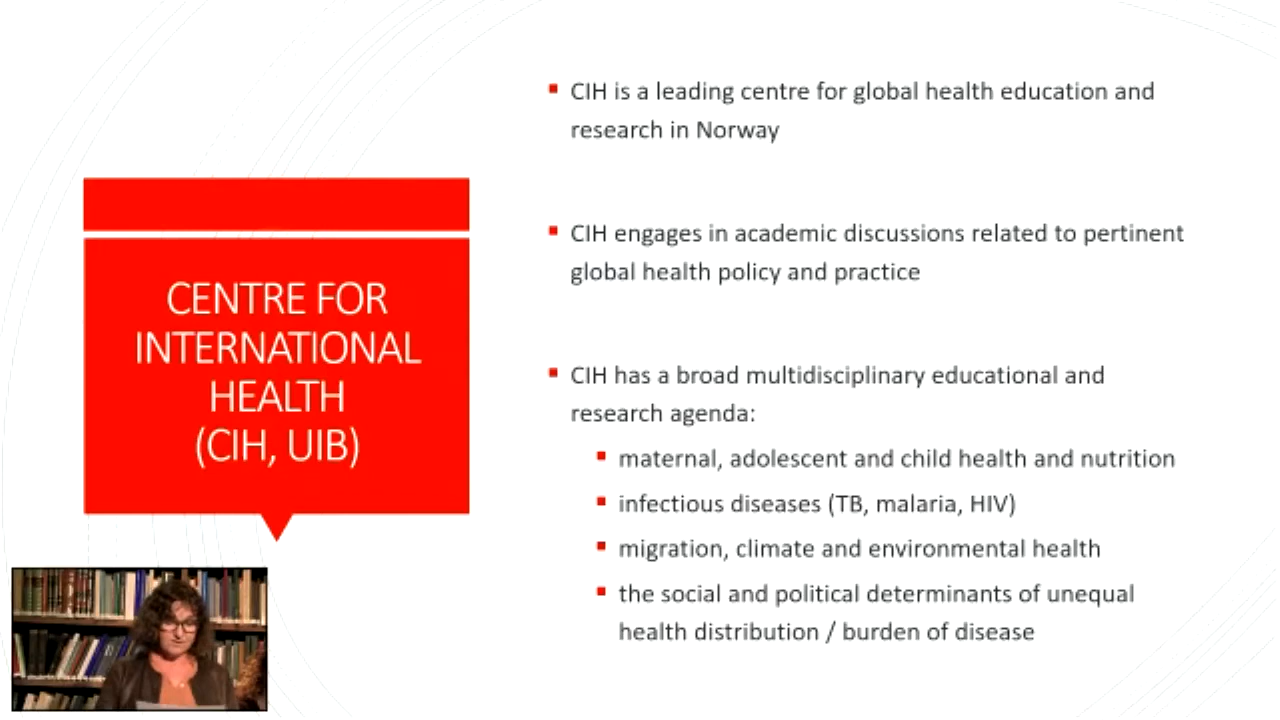 CENTRE FOR
INTERNATIONAL
HEALTH
(CIH, UIB)
CIH is a leading centre for global health education and
research in Norway
CIH engages in academic discussions related to pertinent
global health policy and practice
CIH has a broad multidisciplinary educational and
research agenda:
maternal, adolescent and child health and nutrition
infectious diseases (TB, malaria, HIV)
migration, climate and environmental health
the social and political determinants of unequal
health distribution / burden of disease